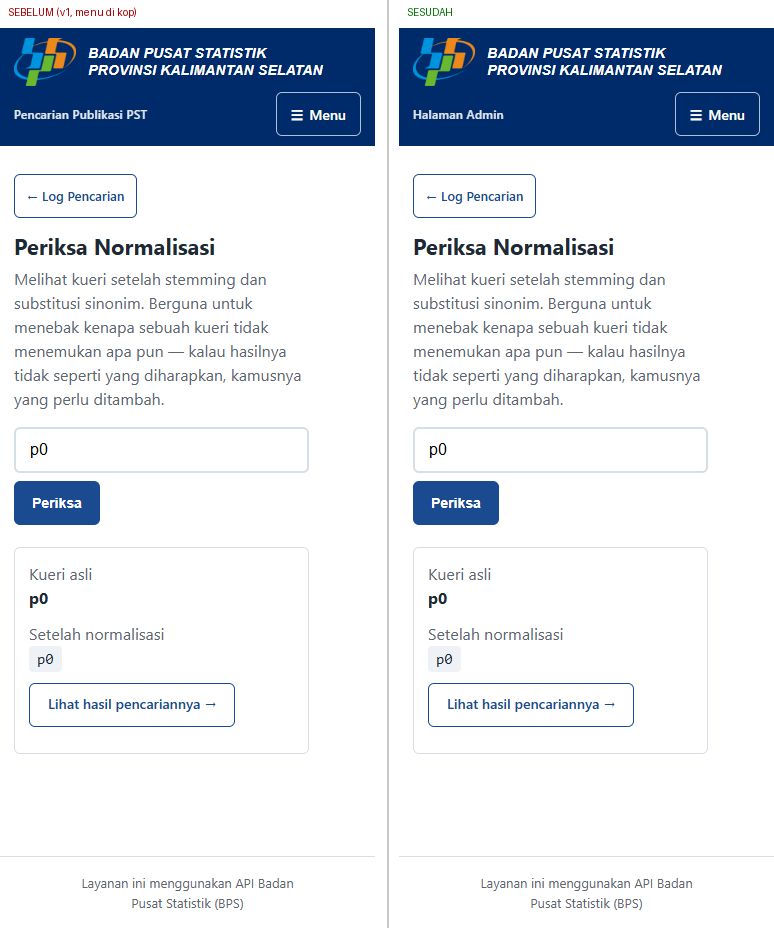 SEBELUM (v1, menu di kop)
BADAN PUSAT STATISTIK
PROVINSI KALIMANTAN SELATAN
Pencarian Publikasi PST
☰ Menu
← Log Pencarian
Periksa Normalisasi
Melihat kueri setelah stemming dan
substitusi sinonim. Berguna untuk
menebak kenapa sebuah kueri tidak
menemukan apa pun — kalau hasilnya
tidak seperti yang diharapkan, kamusnya
yang perlu ditambah.
p0
Periksa
Kueri asli
p0
Setelah normalisasi
p0
Lihat hasil pencariannya →
Layanan ini menggunakan API Badan
Pusat Statistik (BPS)
SESUDAH
BADAN PUSAT STATISTIK
PROVINSI KALIMANTAN SELATAN
Halaman Admin
☰ Menu
← Log Pencarian
Periksa Normalisasi
Melihat kueri setelah stemming dan
substitusi sinonim. Berguna untuk
menebak kenapa sebuah kueri tidak
menemukan apa pun — kalau hasilnya
tidak seperti yang diharapkan, kamusnya
yang perlu ditambah.
p0
Periksa
Kueri asli
p0
Setelah normalisasi
p0
Lihat hasil pencariannya →
Layanan ini menggunakan API Badan
Pusat Statistik (BPS)